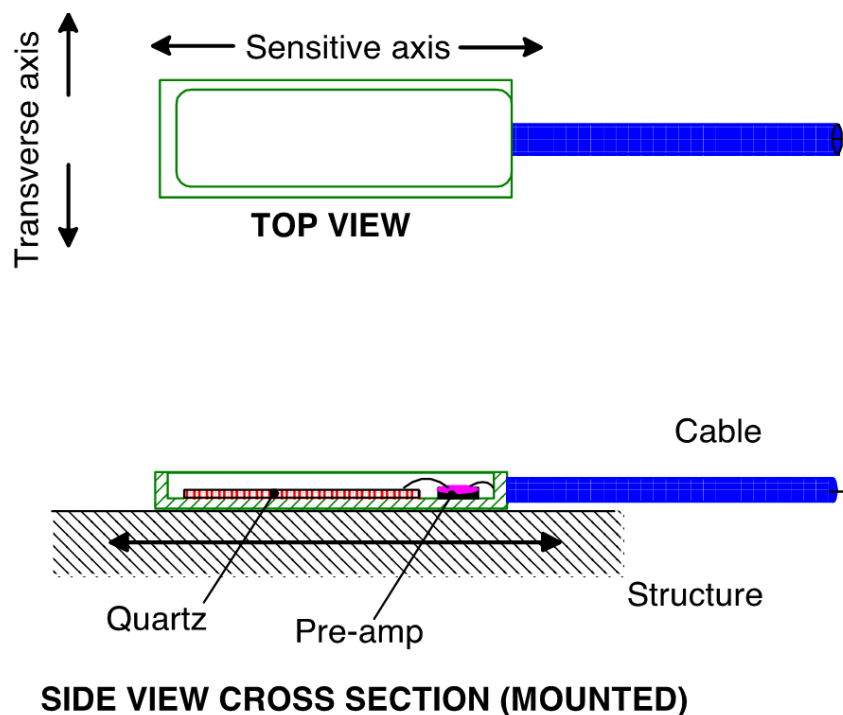 Sensitive axis
Transverse axis
TOP VIEW
Cable
Structure
Quartz
Pre-amp
SIDE VIEW CROSS SECTION (MOUNTED)